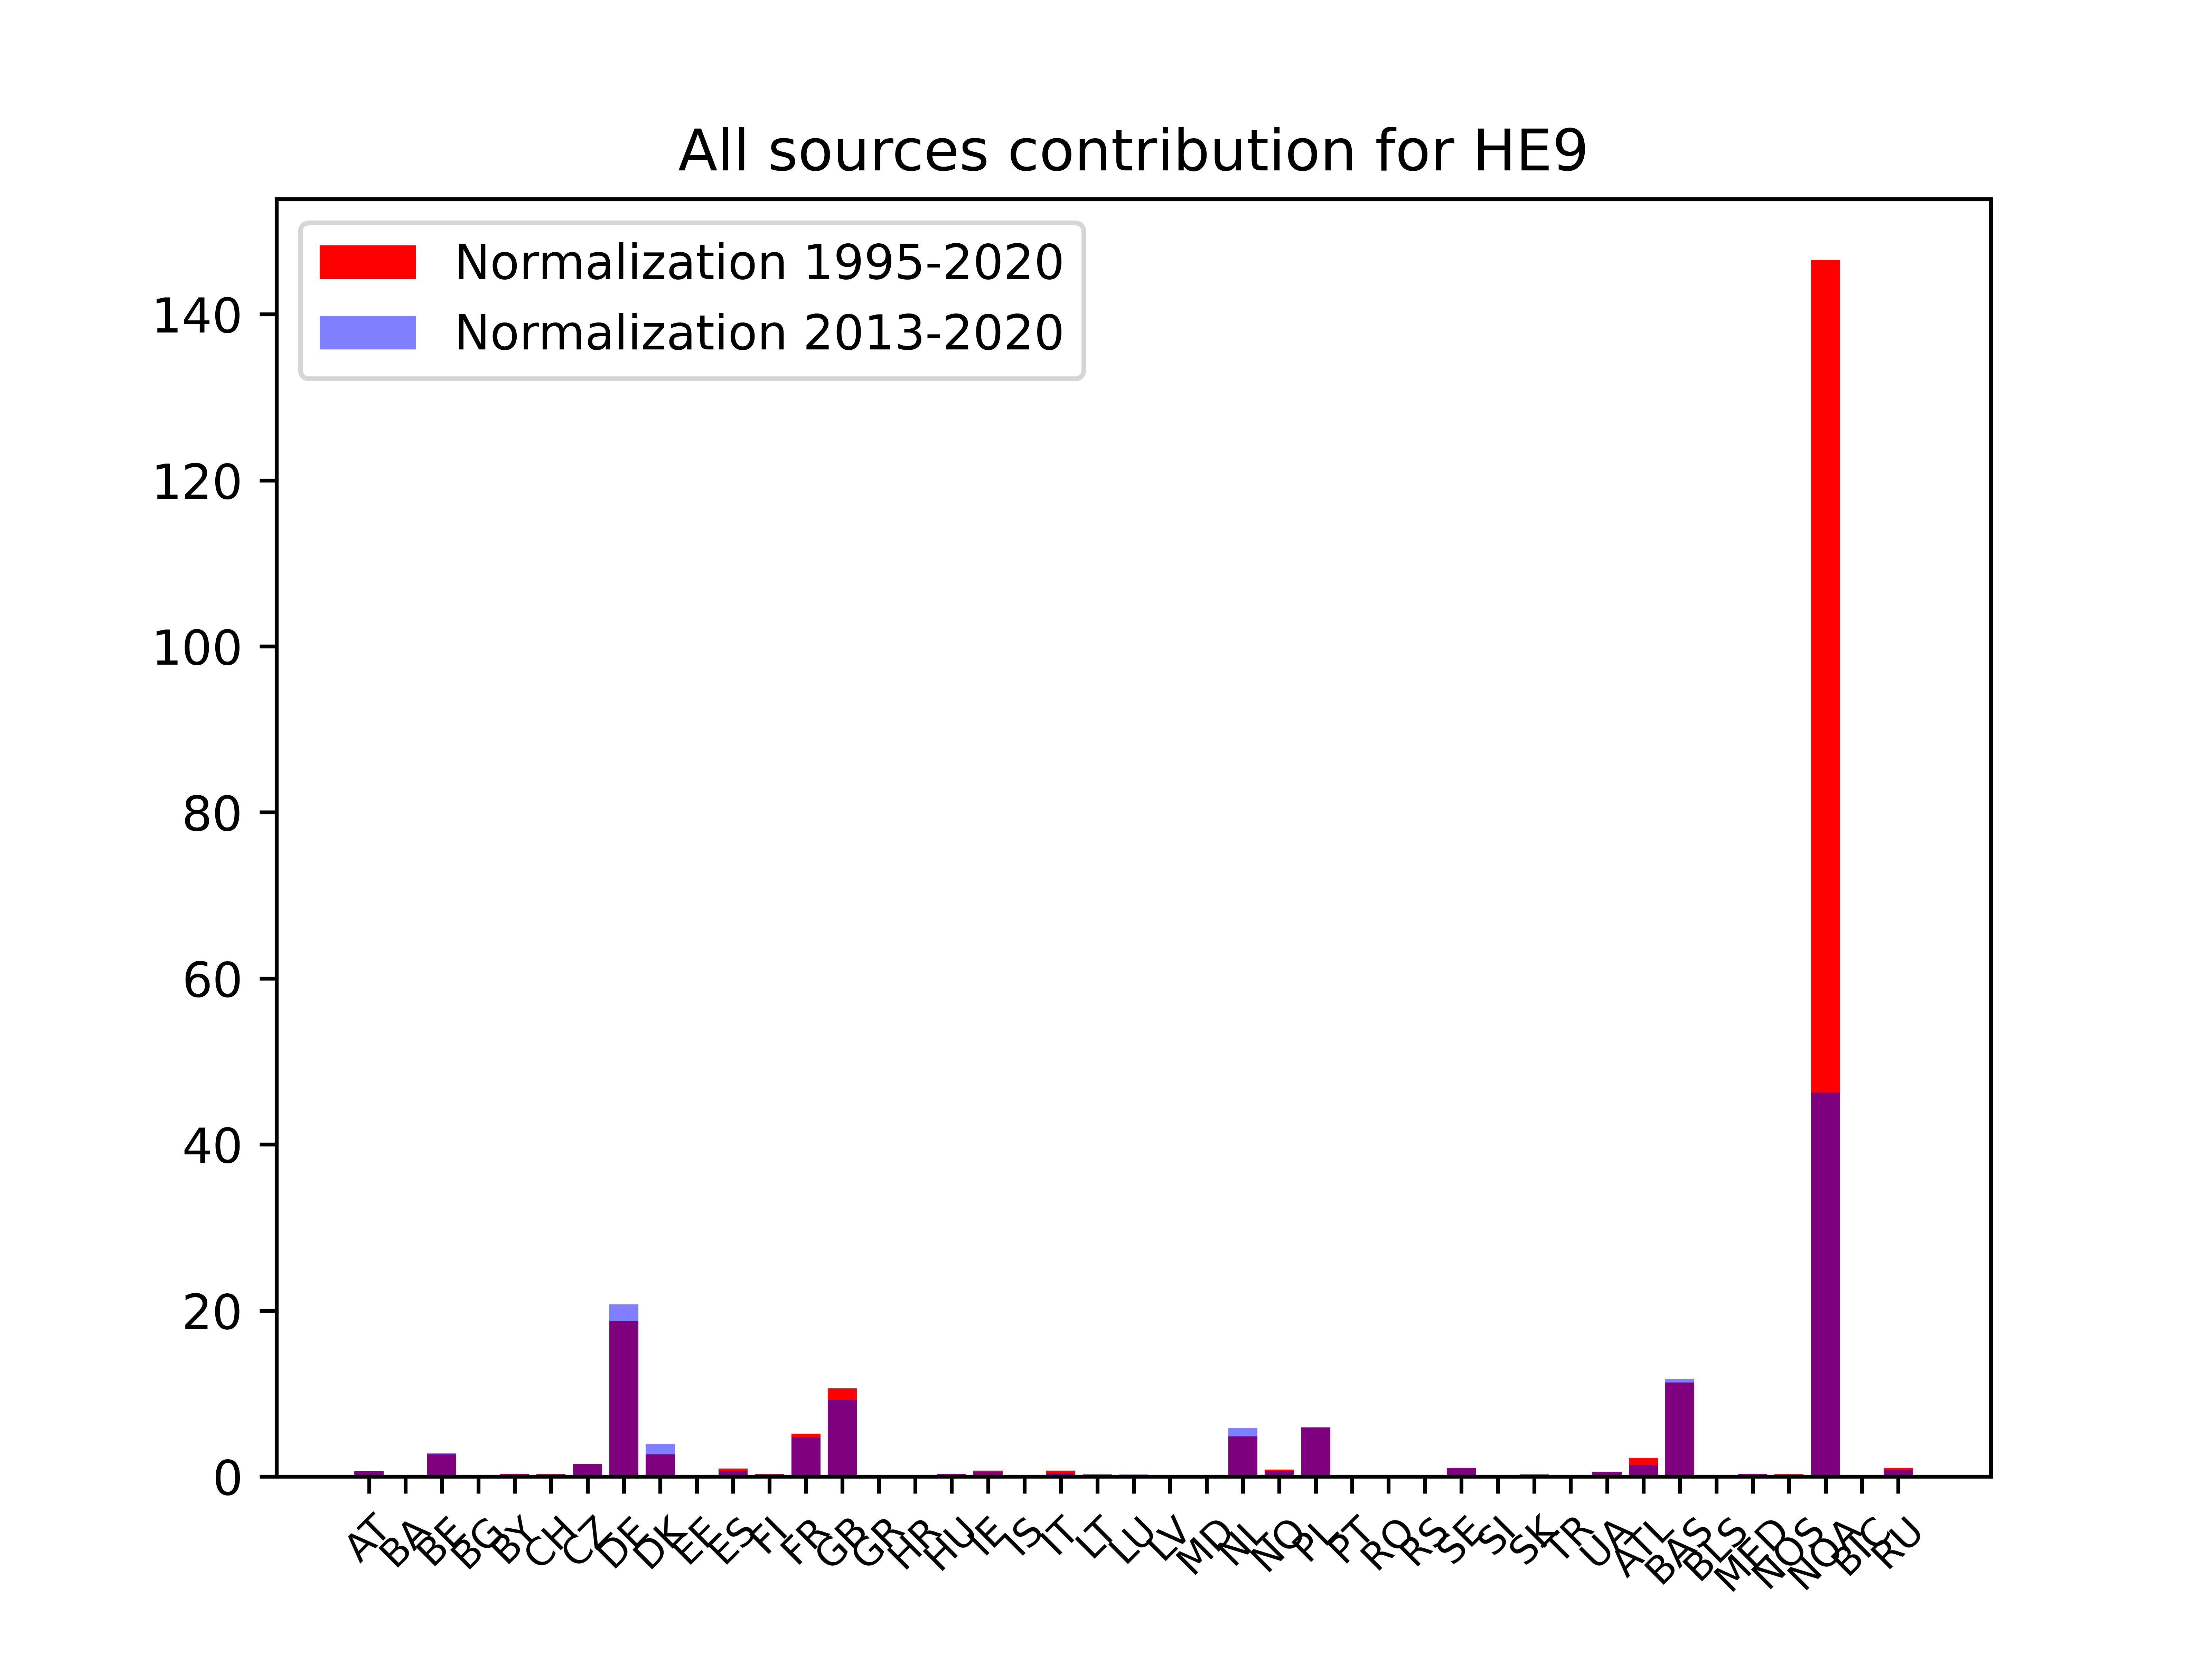 All sources contribution for HE9
Normalization 1995-2020
Normalization 2013-2020
140
120
100
80
60
40
20
0
AT
BA
BE
BG
BY
CH
CZ
DE
DK
EE
ES
FI
FR
GB
GR
HR
HU
IE
IS
IT
LT
LU
LV
MD
NL
NO
PL
PT
RO
RS
SE
SI
SK
TR
UA
ATL
BAS
BLS
MED
NOS
NOA
BIC
RU